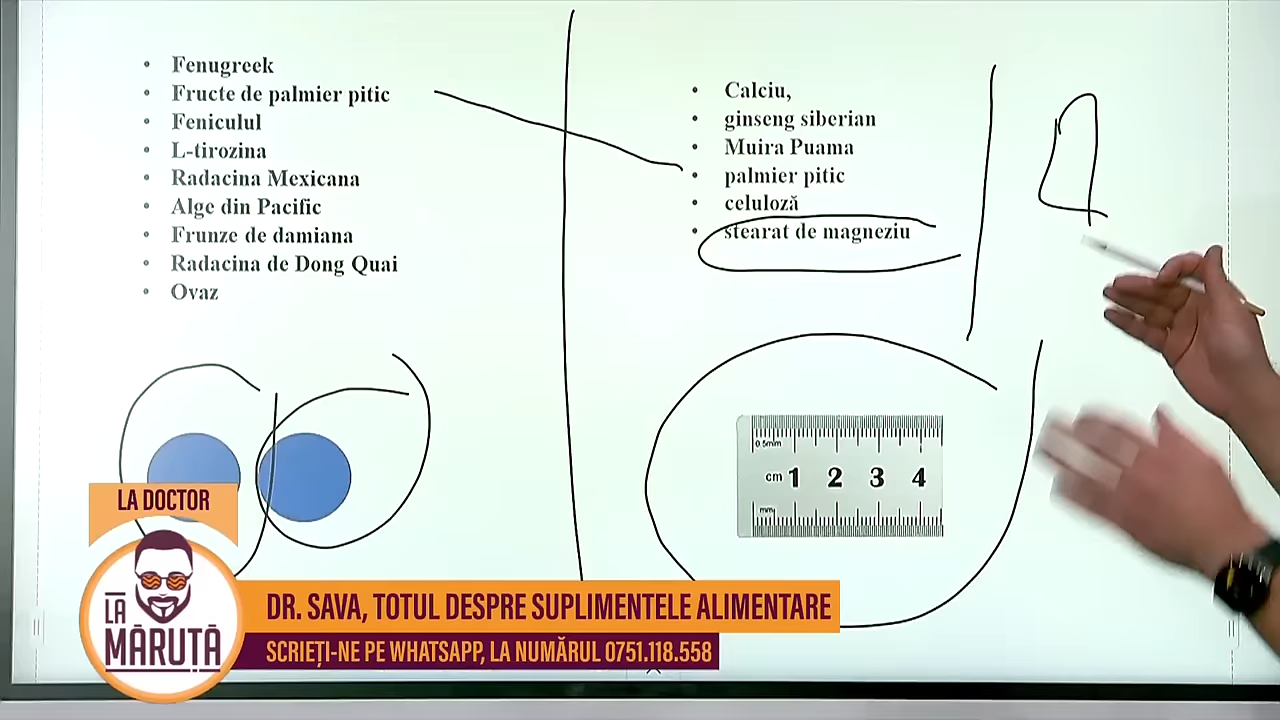 Fenugreek
Fructe de palmier pitic
Feniculul
L-tirozina
Radacina Mexicana
Alge din Pacific
Frunze de damiana
Radacina de Dong Quai
Ovaz
Calciu,
ginseng siberian
Muira Puama
palmier pitic
celuloză
stearat de magneziu
0.5mm
cm 1 2 3 4
mm
LA DOCTOR
LA
MĂRUȚĂ
DR. SAVA, TOTUL DESPRE SUPLIMENTELE ALIMENTARE
SCRIEȚI-NE PE WHATSAPP, LA NUMĂRUL 0751.118.558